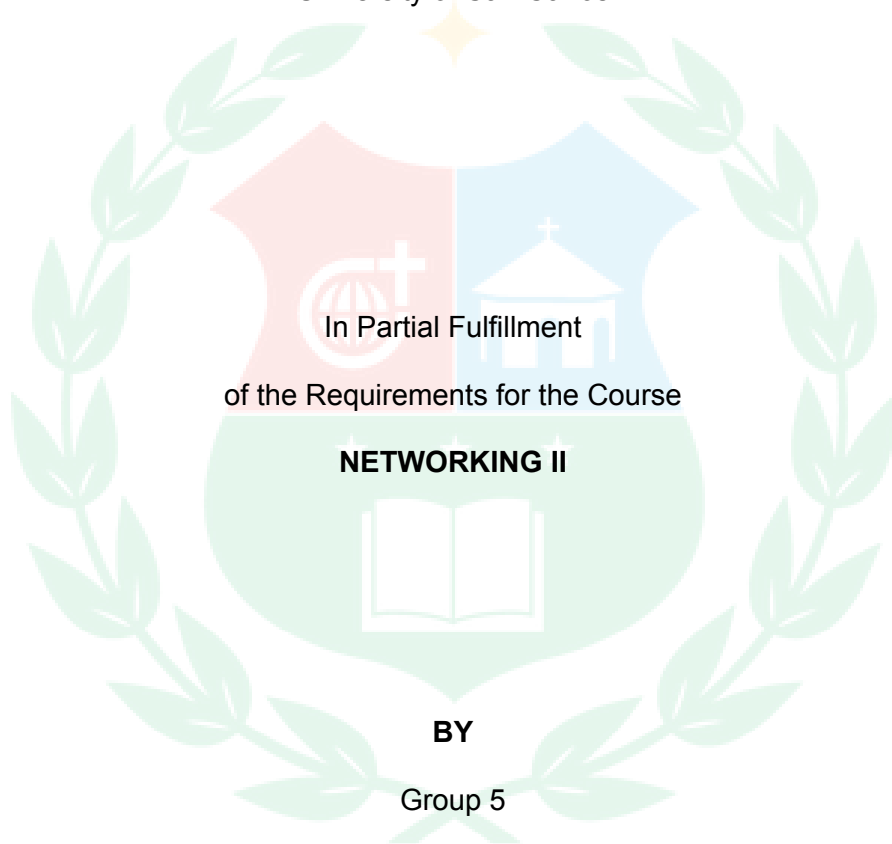 In Partial Fulfillment
of the Requirements for the Course
NETWORKING II
BY
Group 5